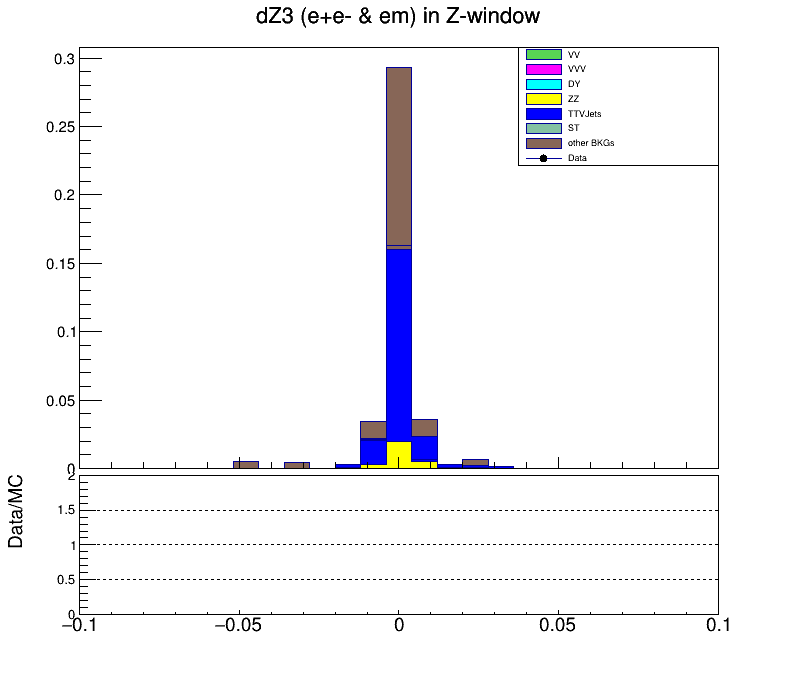 dZ3 (e+e- & em) in Z-window
VV
VVV
DY
ZZ
TTVJets
ST
other BKGs
Data
0.3
0.25
0.2
0.15
0.1
0.05
0
Data/MC
2
1.5
1
0.5
0
−0.1
−0.05
0
0.05
0.1